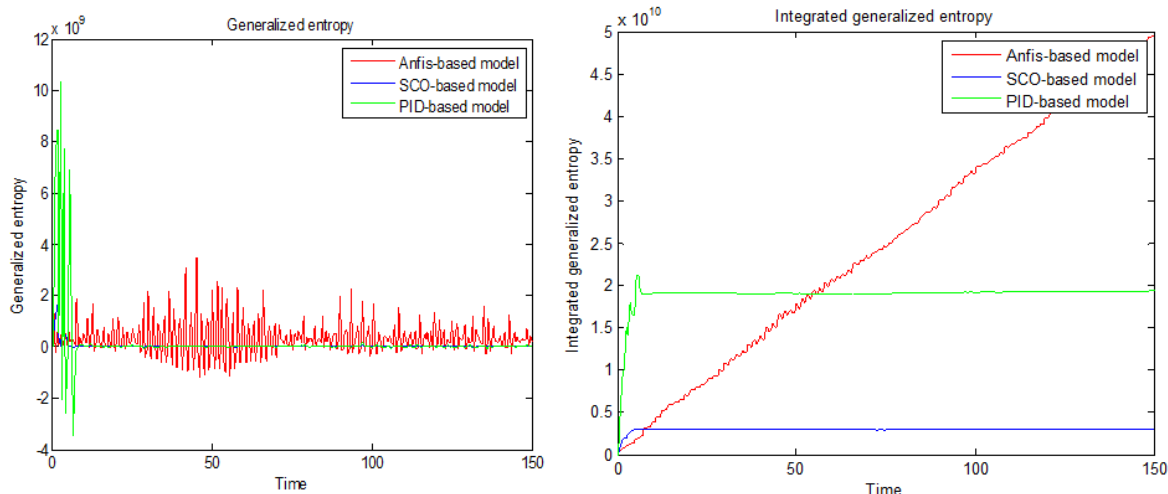 Generalized entropy
x 10^9
12
10
8
6
4
2
0
-2
-4
Generalized entropy
Anfis-based model
SCO-based model
PID-based model
0
50
100
150
Time
Integrated generalized entropy
x 10^10
5
4.5
4
3.5
3
2.5
2
1.5
1
0.5
0
Integrated generalized entropy
Anfis-based model
SCO-based model
PID-based model
0
50
100
150
Time